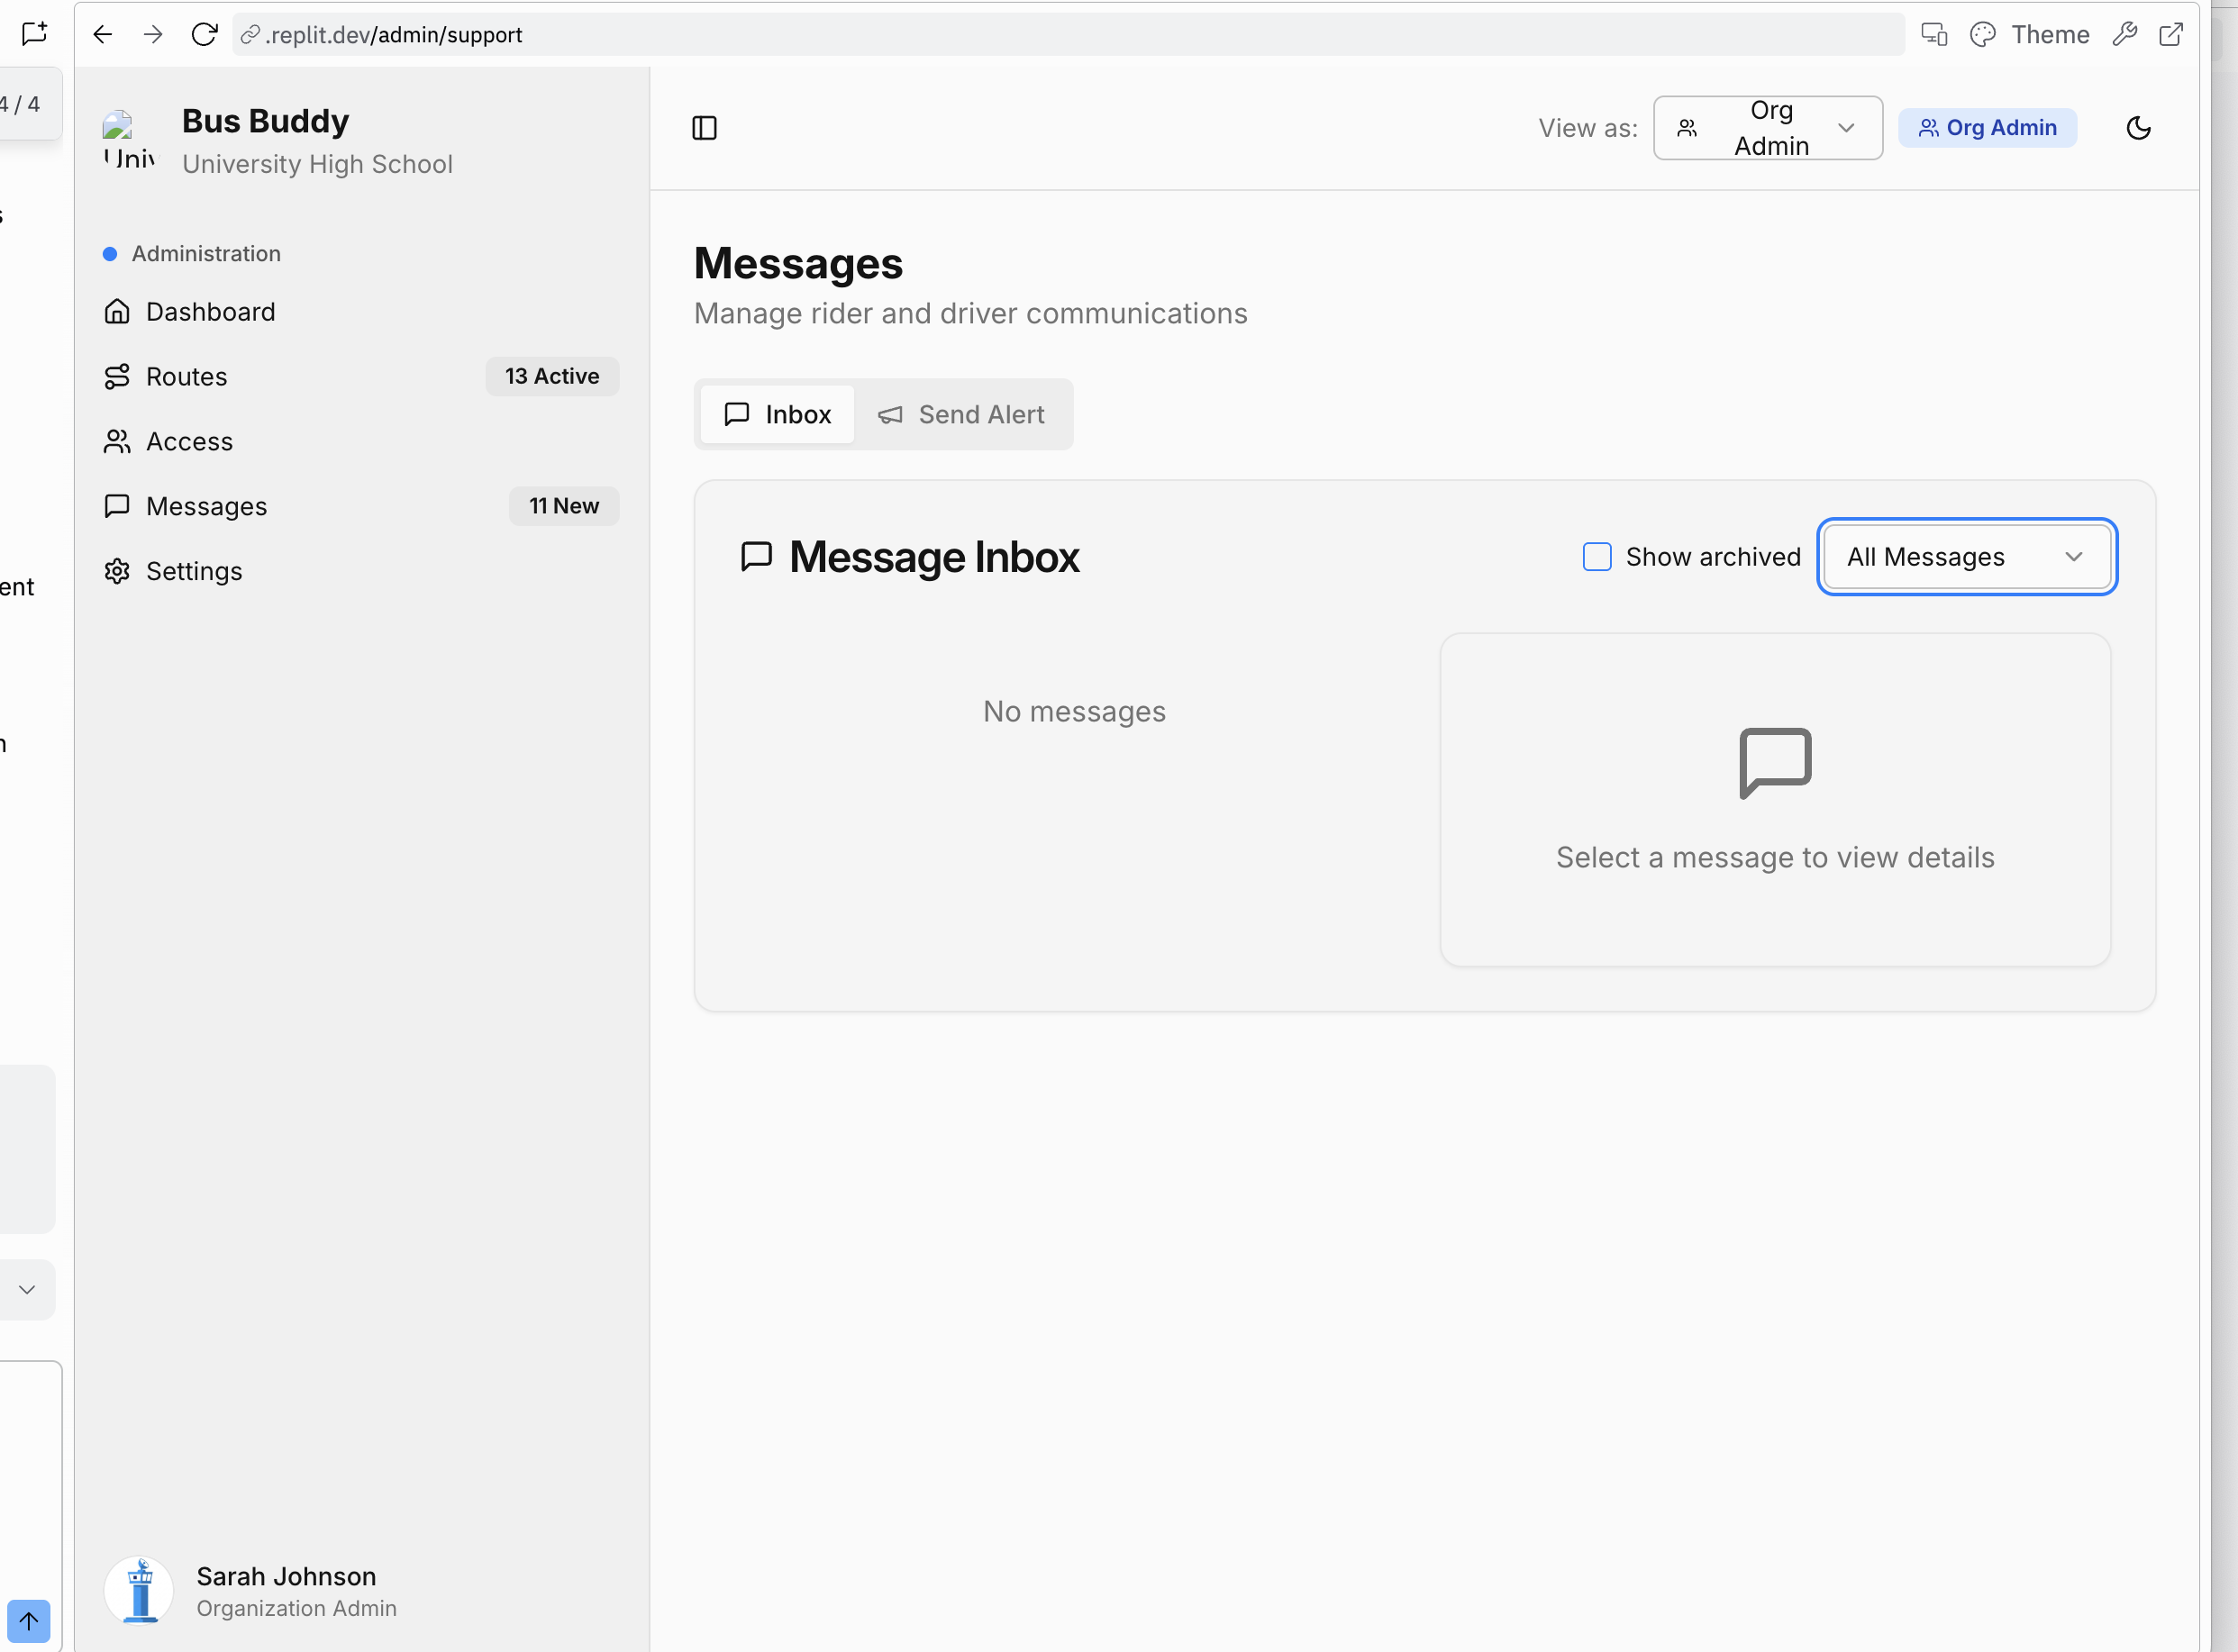 .replit.dev/admin/support
Theme
4 / 4
Bus Buddy
University High School
Univ
View as:
Org
Admin
Org Admin
s
Administration
Dashboard
Routes
13 Active
Access
Messages
11 New
Settings
ent
Messages
Manage rider and driver communications
Inbox
Send Alert
Message Inbox
Show archived
All Messages
No messages
Select a message to view details
Sarah Johnson
Organization Admin